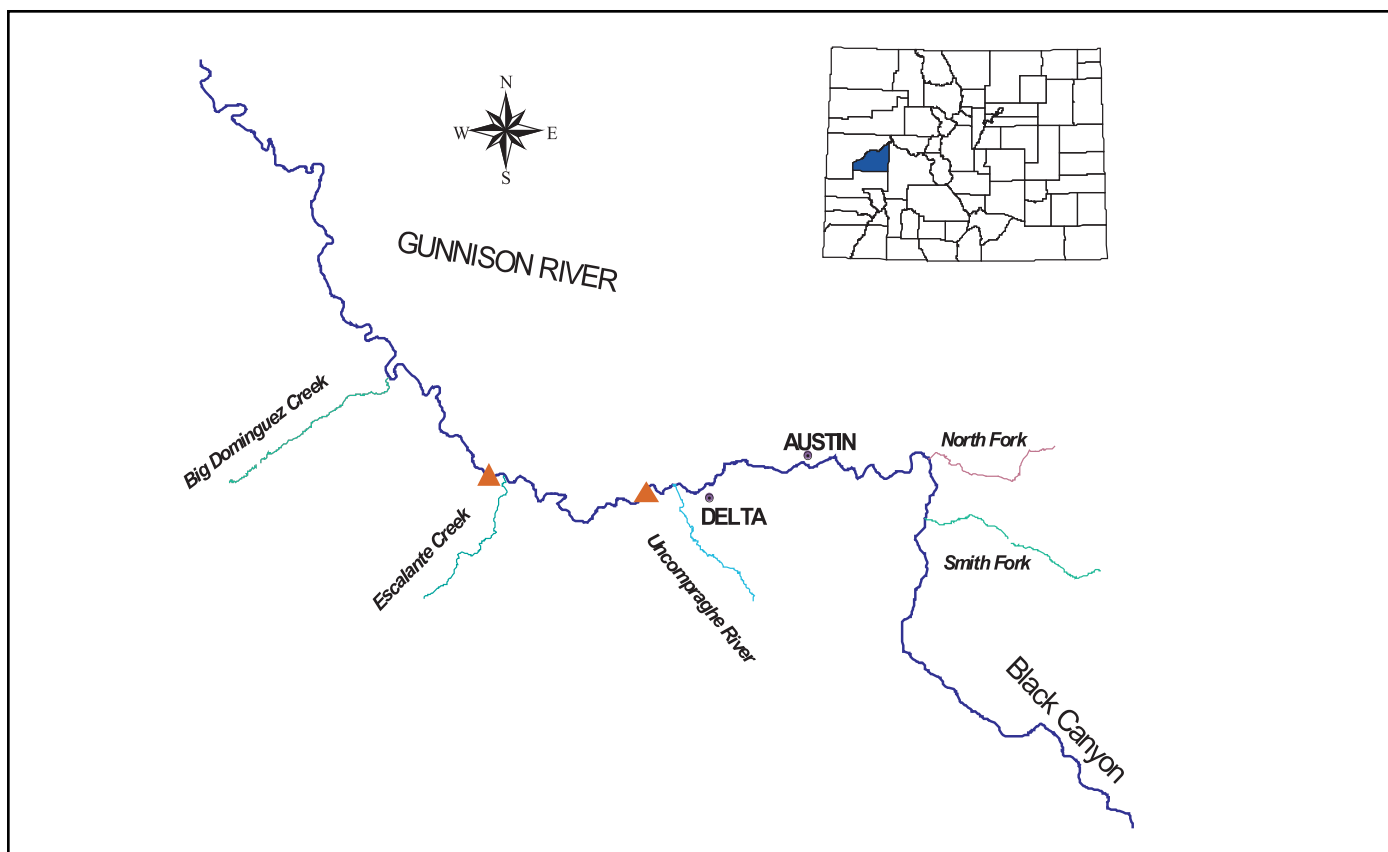 N
W
E
S
GUNNISON RIVER
Big Dominguez Creek
AUSTIN
North Fork
DELTA
Escalante Creek
Uncompraghe River
Smith Fork
Black Canyon